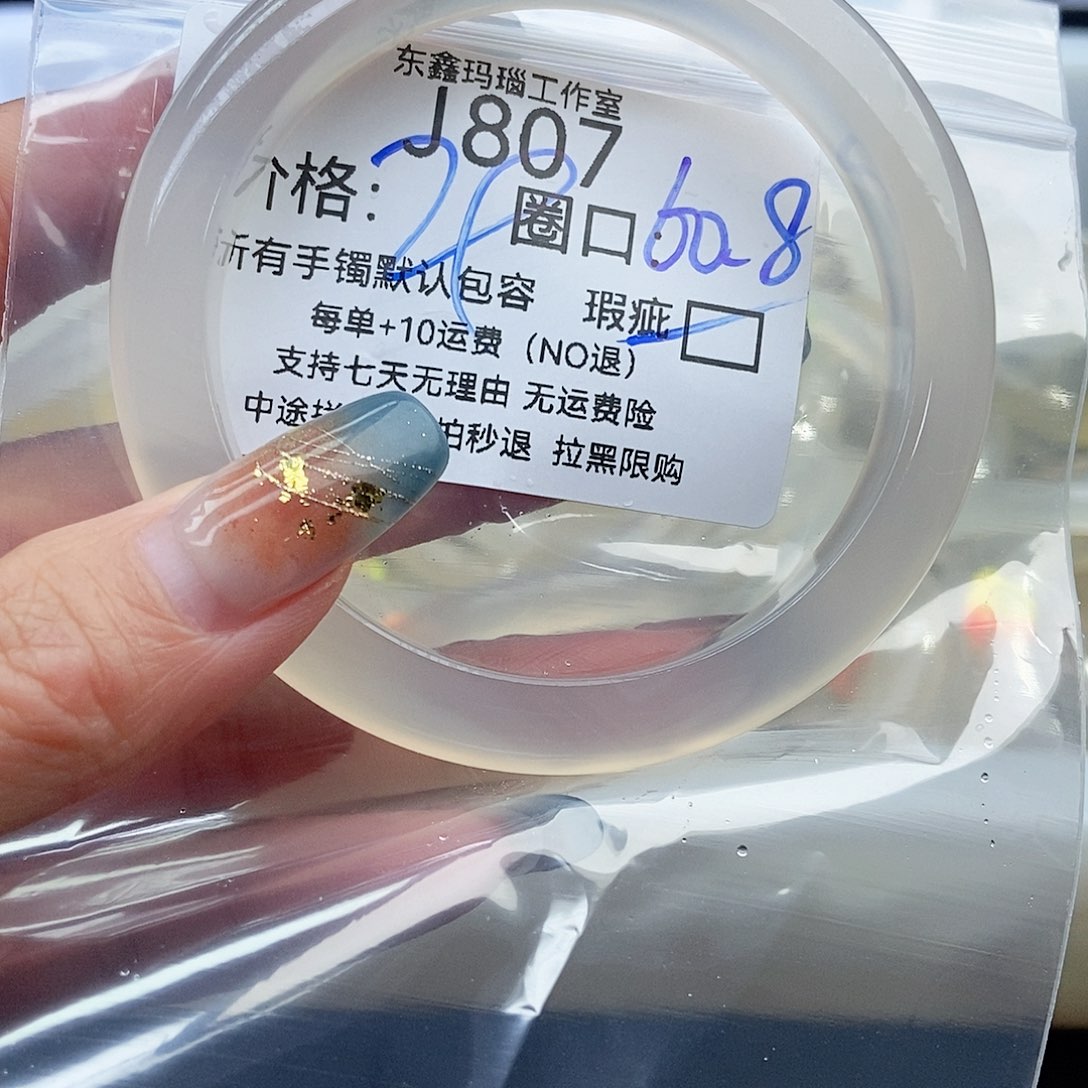 东鑫玛瑙工作室
J807
价格：
圈口：60.8
所有手镯默认包容 瑕疵
每单+10运费（NO退）
支持七天无理由 无运费险
中途 拍秒退 拉黑限购